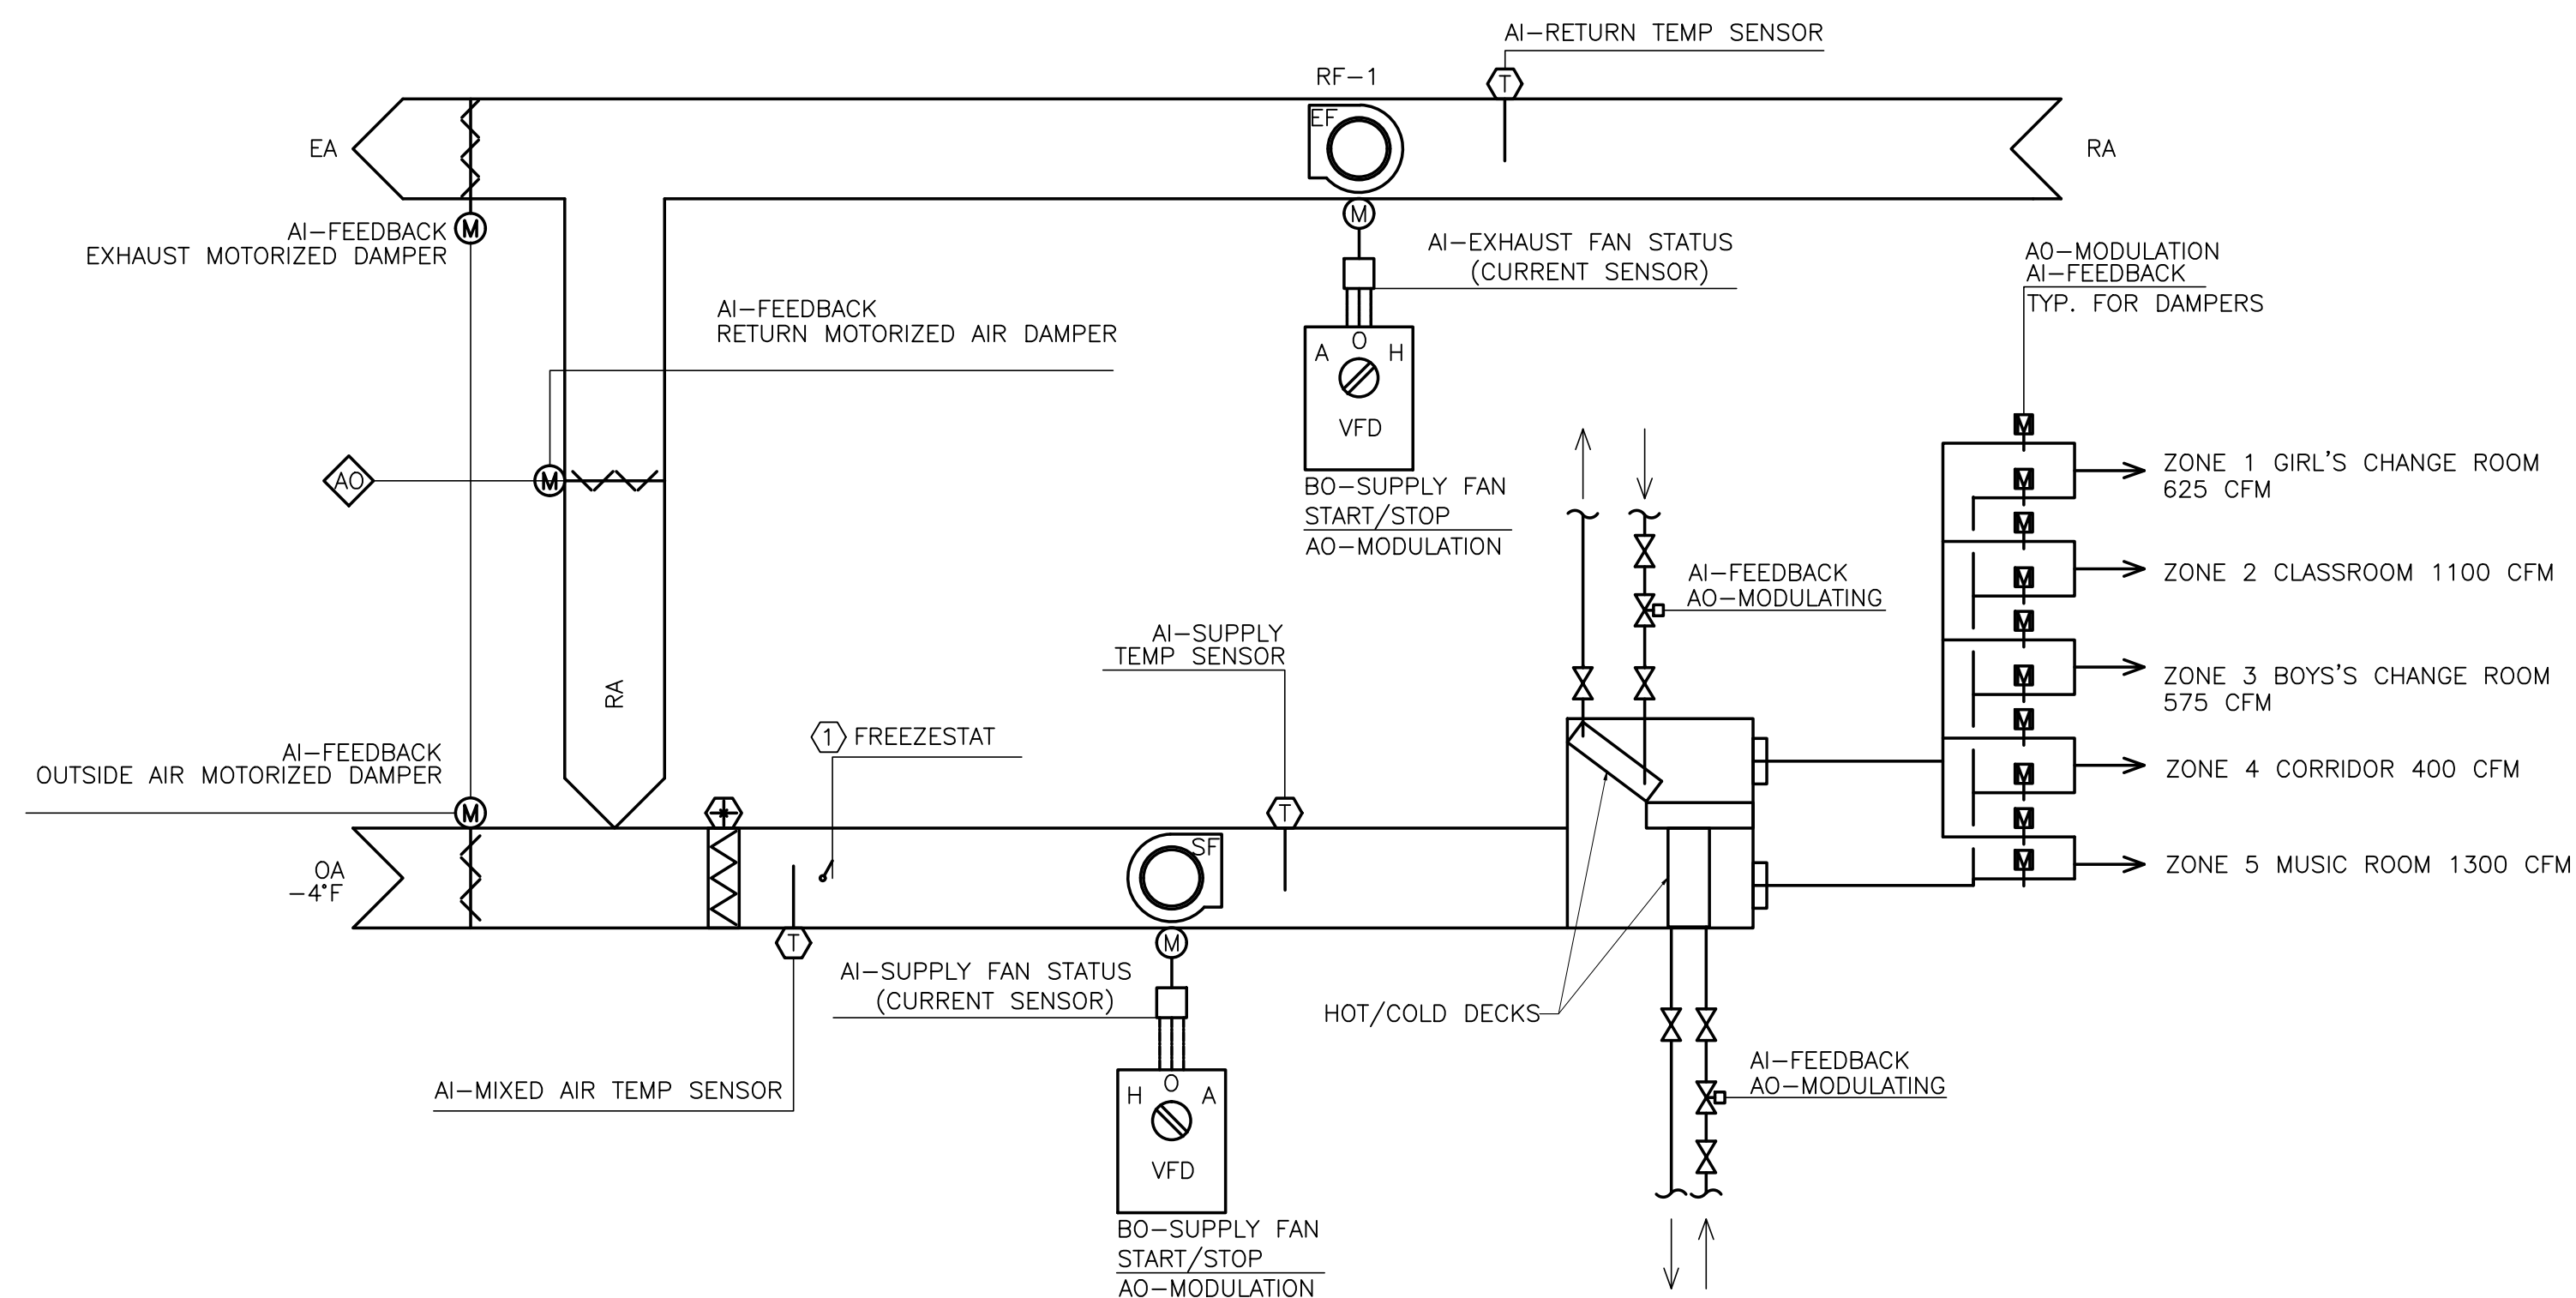 AI-RETURN TEMP SENSOR
RF-1
T
EF
EA
RA
M
AI-FEEDBACK
EXHAUST MOTORIZED DAMPER
M
AI-EXHAUST FAN STATUS
(CURRENT SENSOR)
AO-MODULATION
AI-FEEDBACK
TYP. FOR DAMPERS
AI-FEEDBACK
RETURN MOTORIZED AIR DAMPER
A O H
VFD
AO
M
BO-SUPPLY FAN
START/STOP
AO-MODULATION
M
M
ZONE 1 GIRL'S CHANGE ROOM
625 CFM
M
M
ZONE 2 CLASSROOM 1100 CFM
AI-FEEDBACK
AO-MODULATING
M
M
ZONE 3 BOYS'S CHANGE ROOM
575 CFM
AI-SUPPLY
TEMP SENSOR
RA
M
M
ZONE 4 CORRIDOR 400 CFM
1 FREEZESTAT
AI-FEEDBACK
OUTSIDE AIR MOTORIZED DAMPER
M
T
M
M
ZONE 5 MUSIC ROOM 1300 CFM
SF
OA
-4°F
T
M
AI-SUPPLY FAN STATUS
(CURRENT SENSOR)
HOT/COLD DECKS
AI-MIXED AIR TEMP SENSOR
H O A
VFD
AI-FEEDBACK
AO-MODULATING
BO-SUPPLY FAN
START/STOP
AO-MODULATION